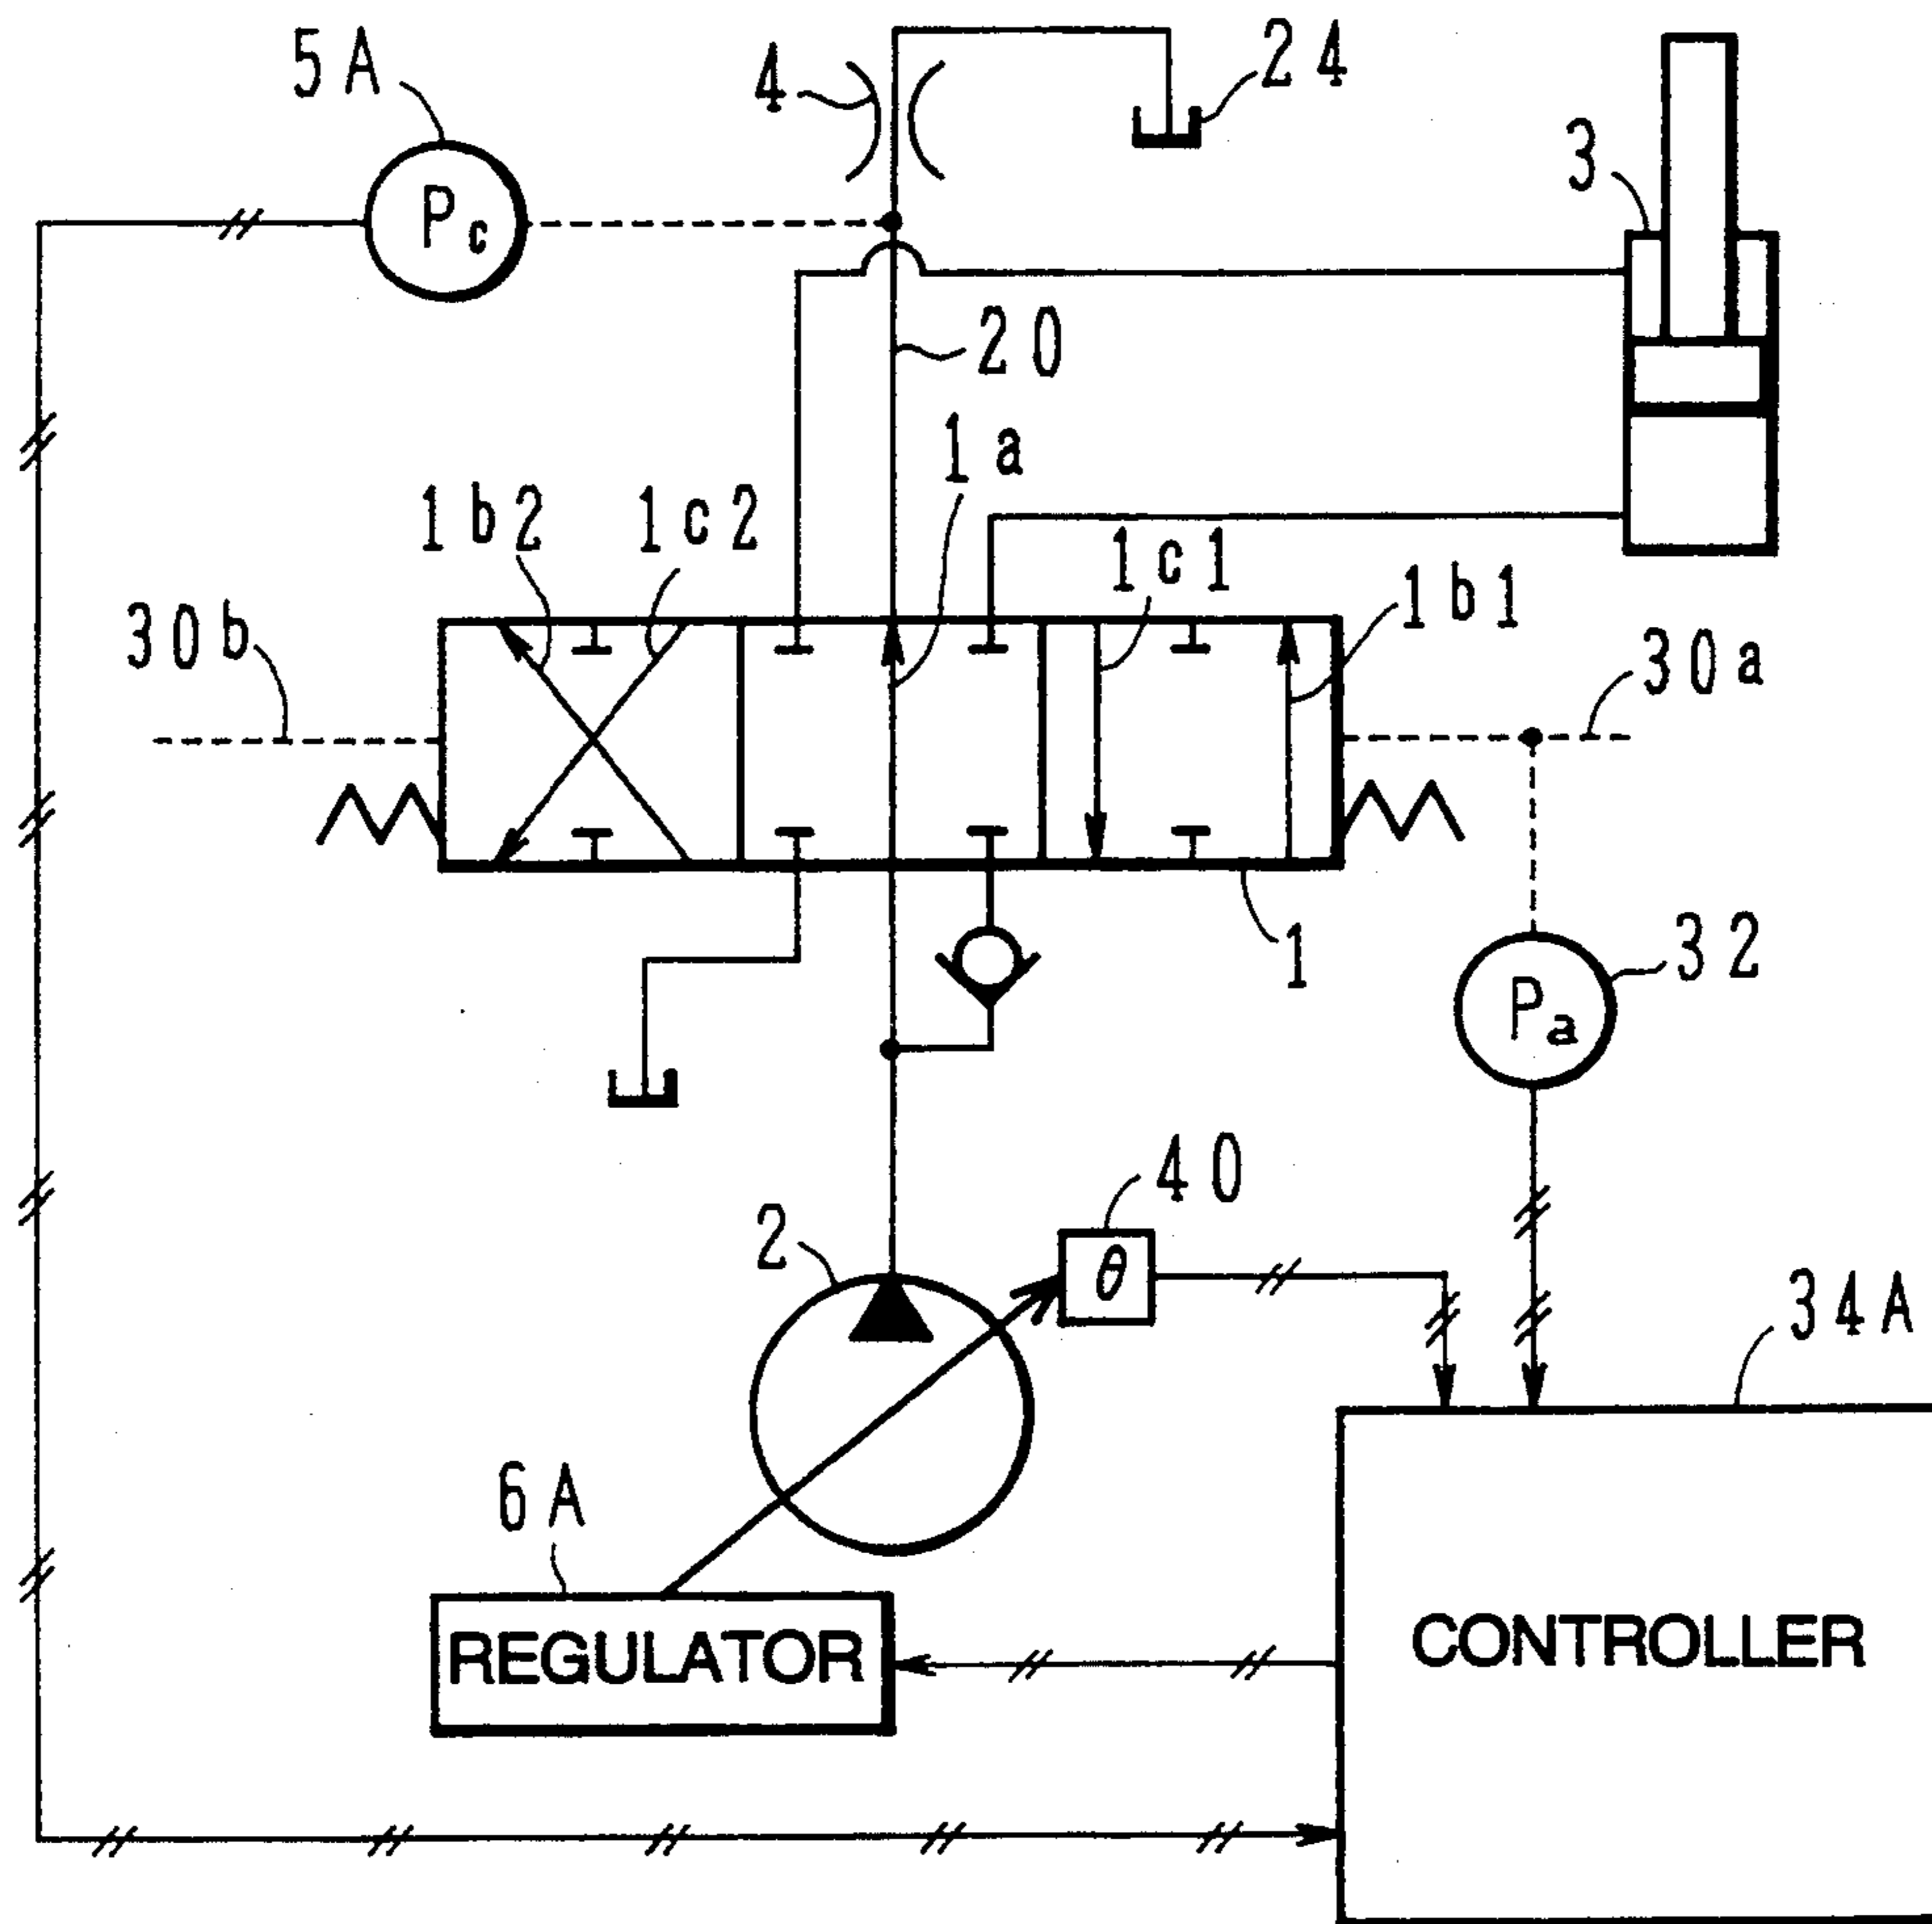 5A
4
24
3
Pc
20
1a
1b2
1c2
1c1
1b1
30b
30a
1
32
Pa
40
2
θ
34A
6A
REGULATOR
CONTROLLER